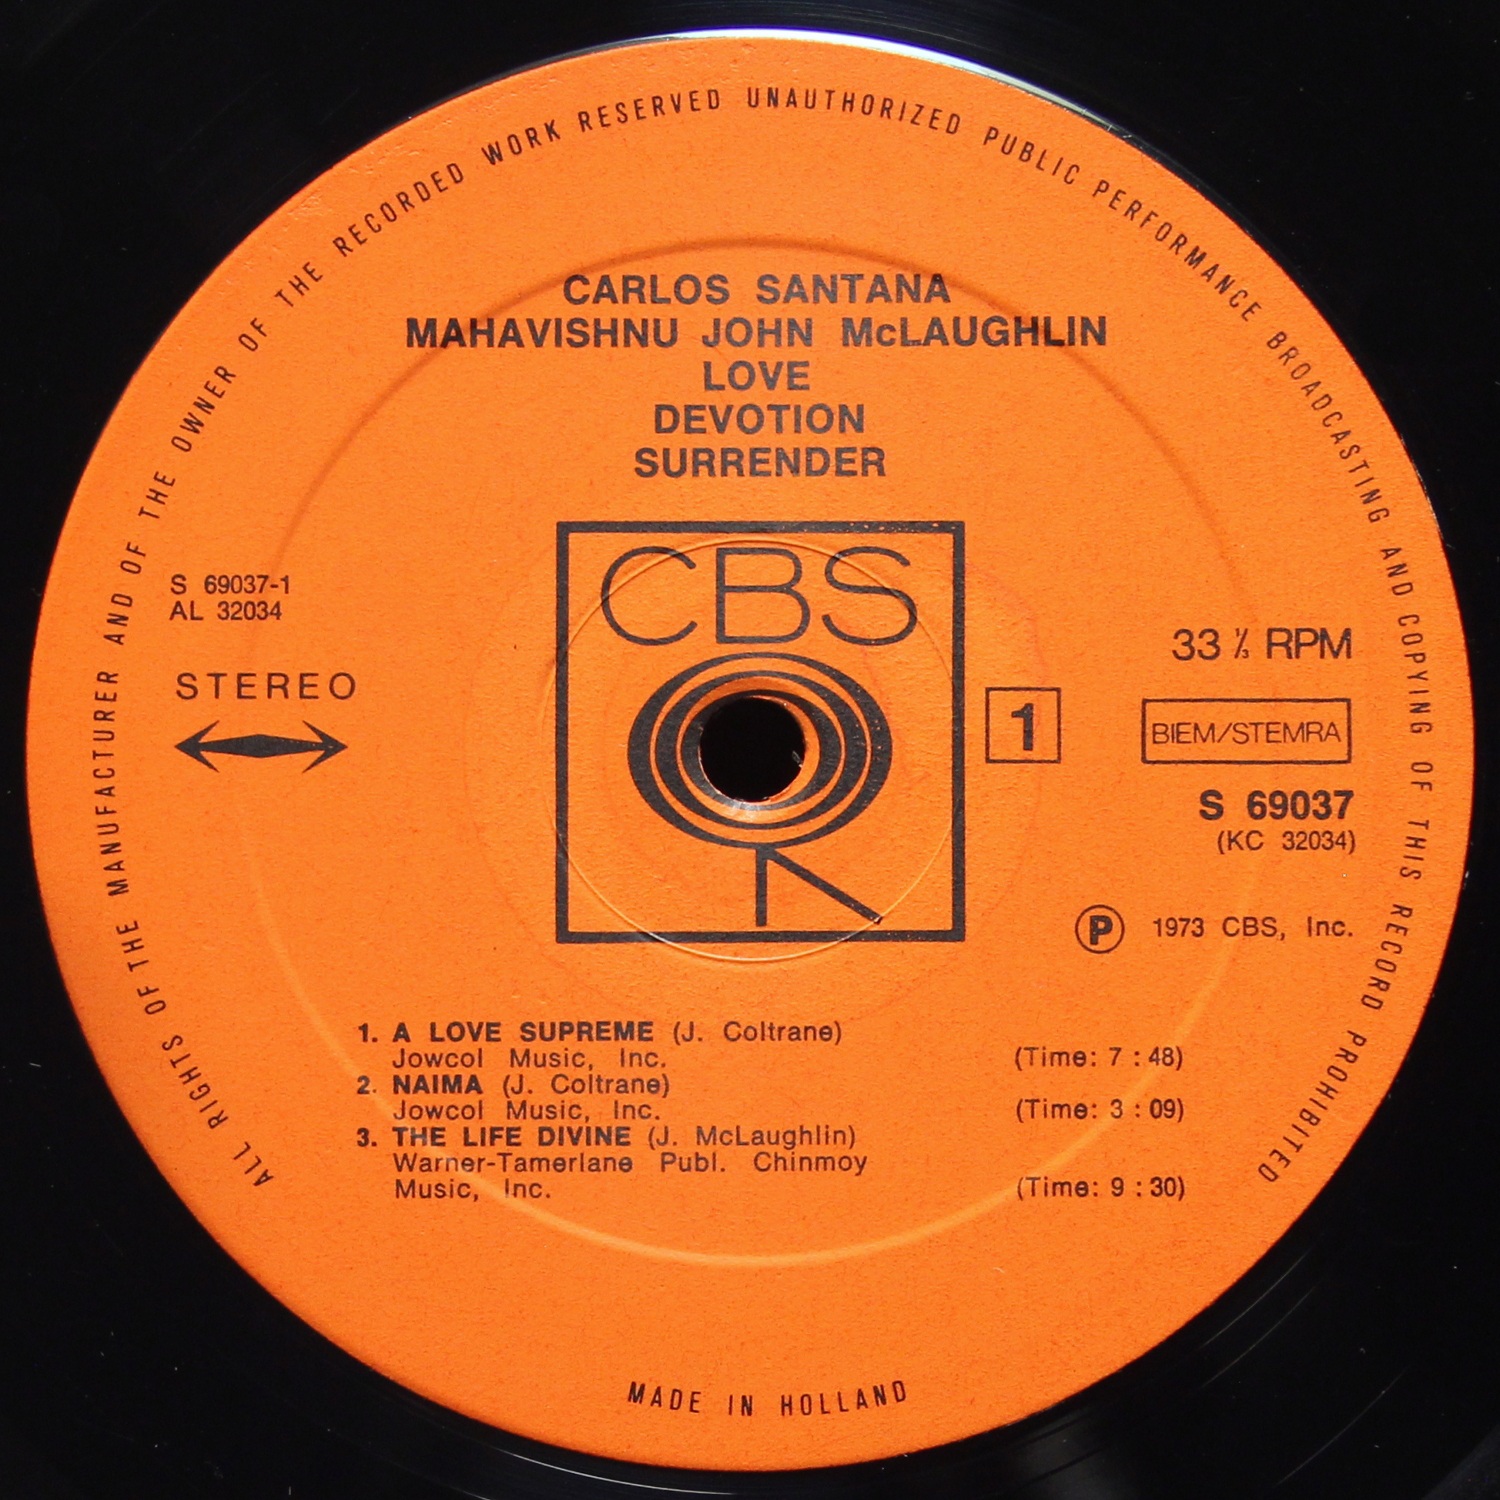 ALL RIGHTS OF THE MANUFACTURER AND OF THE OWNER OF THE RECORDED WORK RESERVED UNAUTHORIZED PUBLIC PERFORMANCE BROADCASTING AND COPYING OF THIS RECORD PROHIBITED
CARLOS SANTANA
MAHAVISHNU JOHN McLAUGHLIN
LOVE
DEVOTION
SURRENDER
CBS
S 69037-1
AL 32034
STEREO
1
33 ⅓ RPM
BIEM/STEMRA
S 69037
(KC 32034)
Ⓟ 1973 CBS, Inc.
1. A LOVE SUPREME (J. Coltrane)
Jowcol Music, Inc. (Time: 7 : 48)
2. NAIMA (J. Coltrane)
Jowcol Music, Inc. (Time: 3 : 09)
3. THE LIFE DIVINE (J. McLaughlin)
Warner-Tamerlane Publ. Chinmoy
Music, Inc. (Time: 9 : 30)
MADE IN HOLLAND